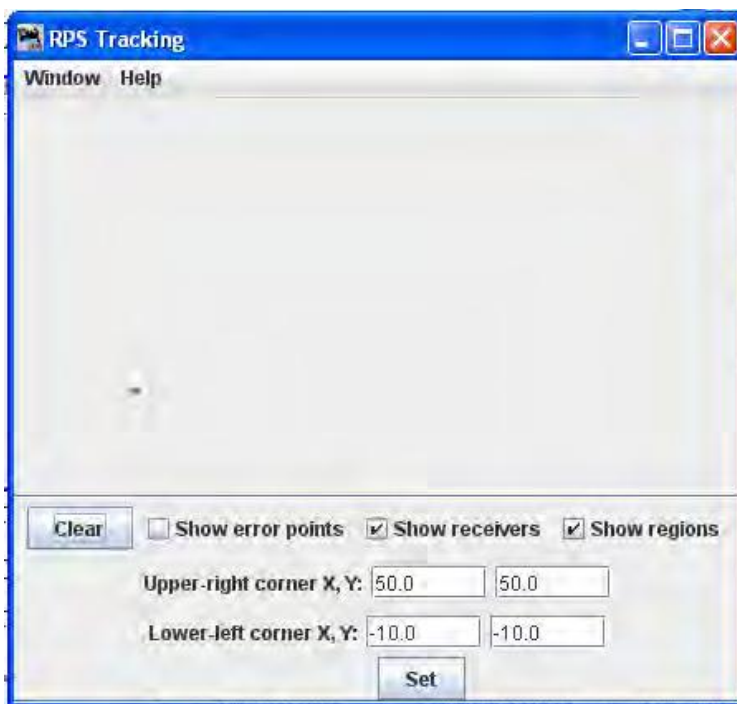 RPS Tracking
Window Help
Clear Show error points Show receivers Show regions
Upper-right corner X, Y: 50.0 50.0
Lower-left corner X, Y: -10.0 -10.0
Set